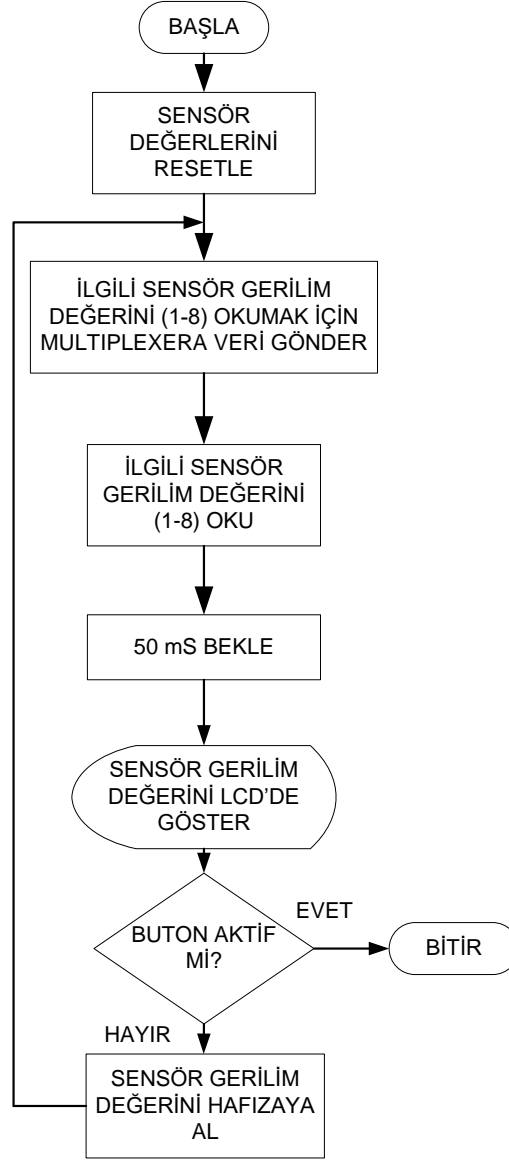 BAŞLA
SENSÖR
DEĞERLERİNİ
RESETLE
İLGİLİ SENSÖR GERİLİM
DEĞERİNİ (1-8) OKUMAK İÇİN
MULTIPLEXERA VERİ GÖNDER
İLGİLİ SENSÖR
GERİLİM DEĞERİNİ
(1-8) OKU
50 mS BEKLE
SENSÖR GERİLİM
DEĞERİNİ LCD'DE
GÖSTER
BUTON AKTİF
Mİ?
EVET
BİTİR
HAYIR
SENSÖR GERİLİM
DEĞERİNİ HAFIZAYA
AL